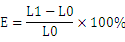 E = (L1 − L0)/L0 × 100%